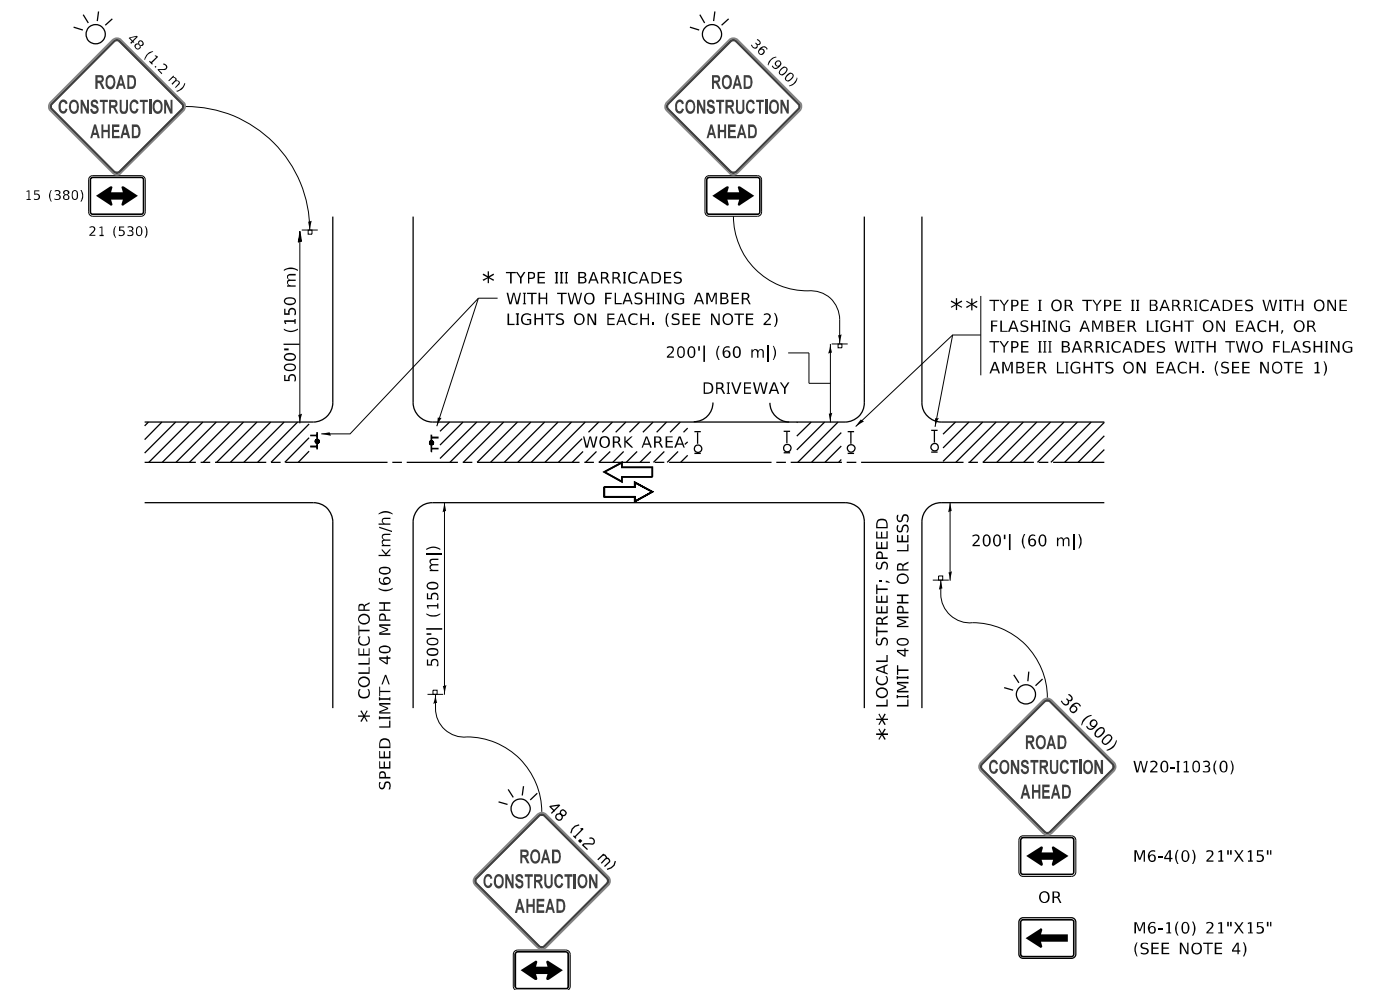 48 (1.2 m)
ROAD
CONSTRUCTION
AHEAD
15 (380)
21 (530)
36 (900)
ROAD
CONSTRUCTION
AHEAD
500'| (150 m)
* TYPE III BARRICADES
WITH TWO FLASHING AMBER
LIGHTS ON EACH. (SEE NOTE 2)
200'| (60 m|)
DRIVEWAY
** TYPE I OR TYPE II BARRICADES WITH ONE
FLASHING AMBER LIGHT ON EACH, OR
TYPE III BARRICADES WITH TWO FLASHING
AMBER LIGHTS ON EACH. (SEE NOTE 1)
WORK AREA
* COLLECTOR
SPEED LIMIT> 40 MPH (60 km/h)
500'| (150 m|)
** LOCAL STREET; SPEED
LIMIT 40 MPH OR LESS
200'| (60 m|)
48 (1.2 m)
ROAD
CONSTRUCTION
AHEAD
36 (900)
ROAD
CONSTRUCTION
AHEAD
W20-I103(0)
M6-4(0) 21"X15"
OR
M6-1(0) 21"X15"
(SEE NOTE 4)